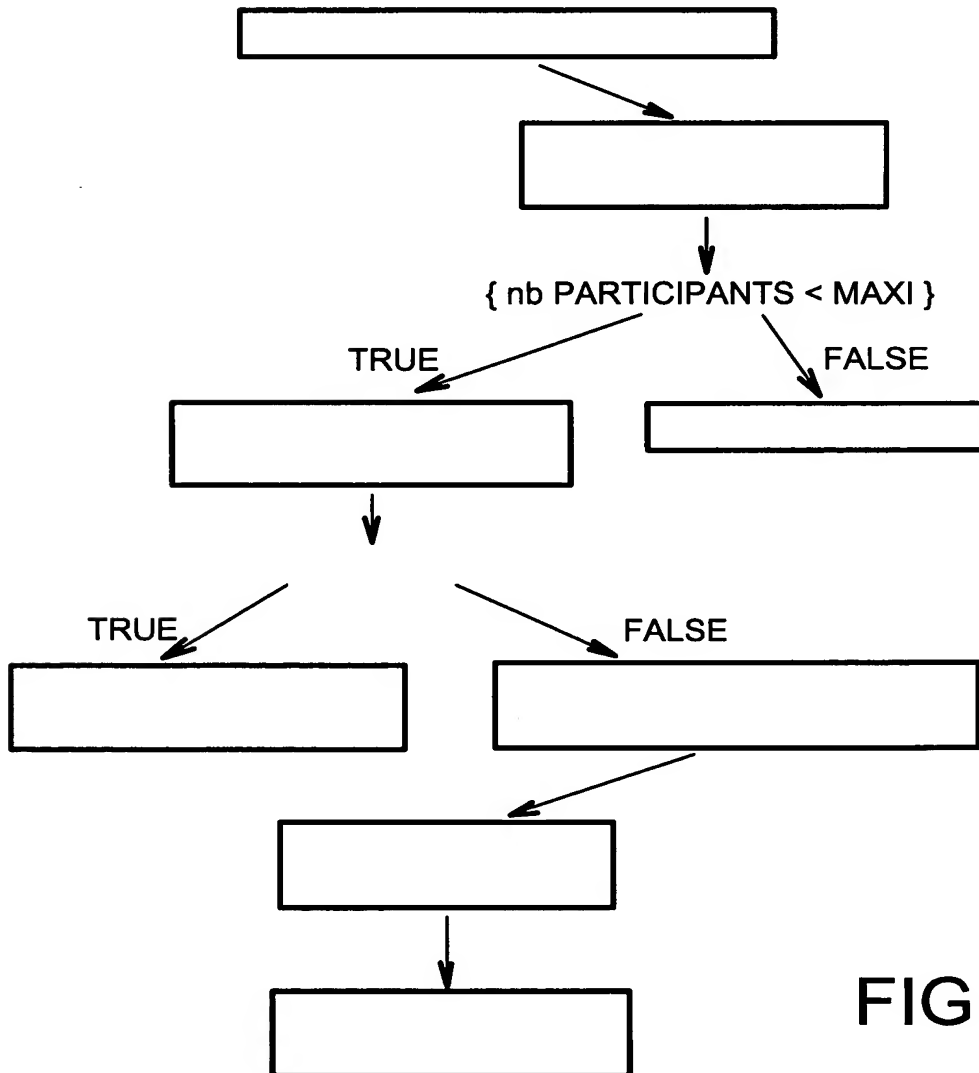 { nb PARTICIPANTS < MAXI }
TRUE
FALSE
TRUE
FALSE
FIG